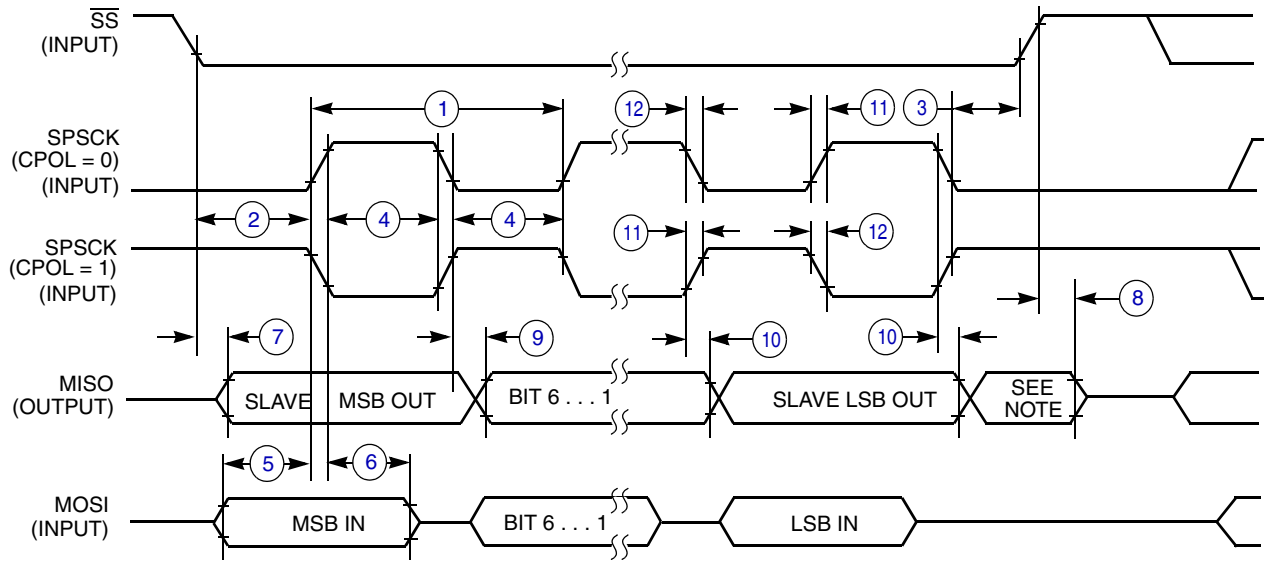 SS
(INPUT)
1
12
11
3
SPSCK
(CPOL = 0)
(INPUT)
2
4
4
SPSCK
(CPOL = 1)
(INPUT)
11
12
8
7
9
10
10
MISO
(OUTPUT)
SLAVE
MSB OUT
BIT 6 . . . 1
SLAVE LSB OUT
SEE
NOTE
5
6
MOSI
(INPUT)
MSB IN
BIT 6 . . . 1
LSB IN